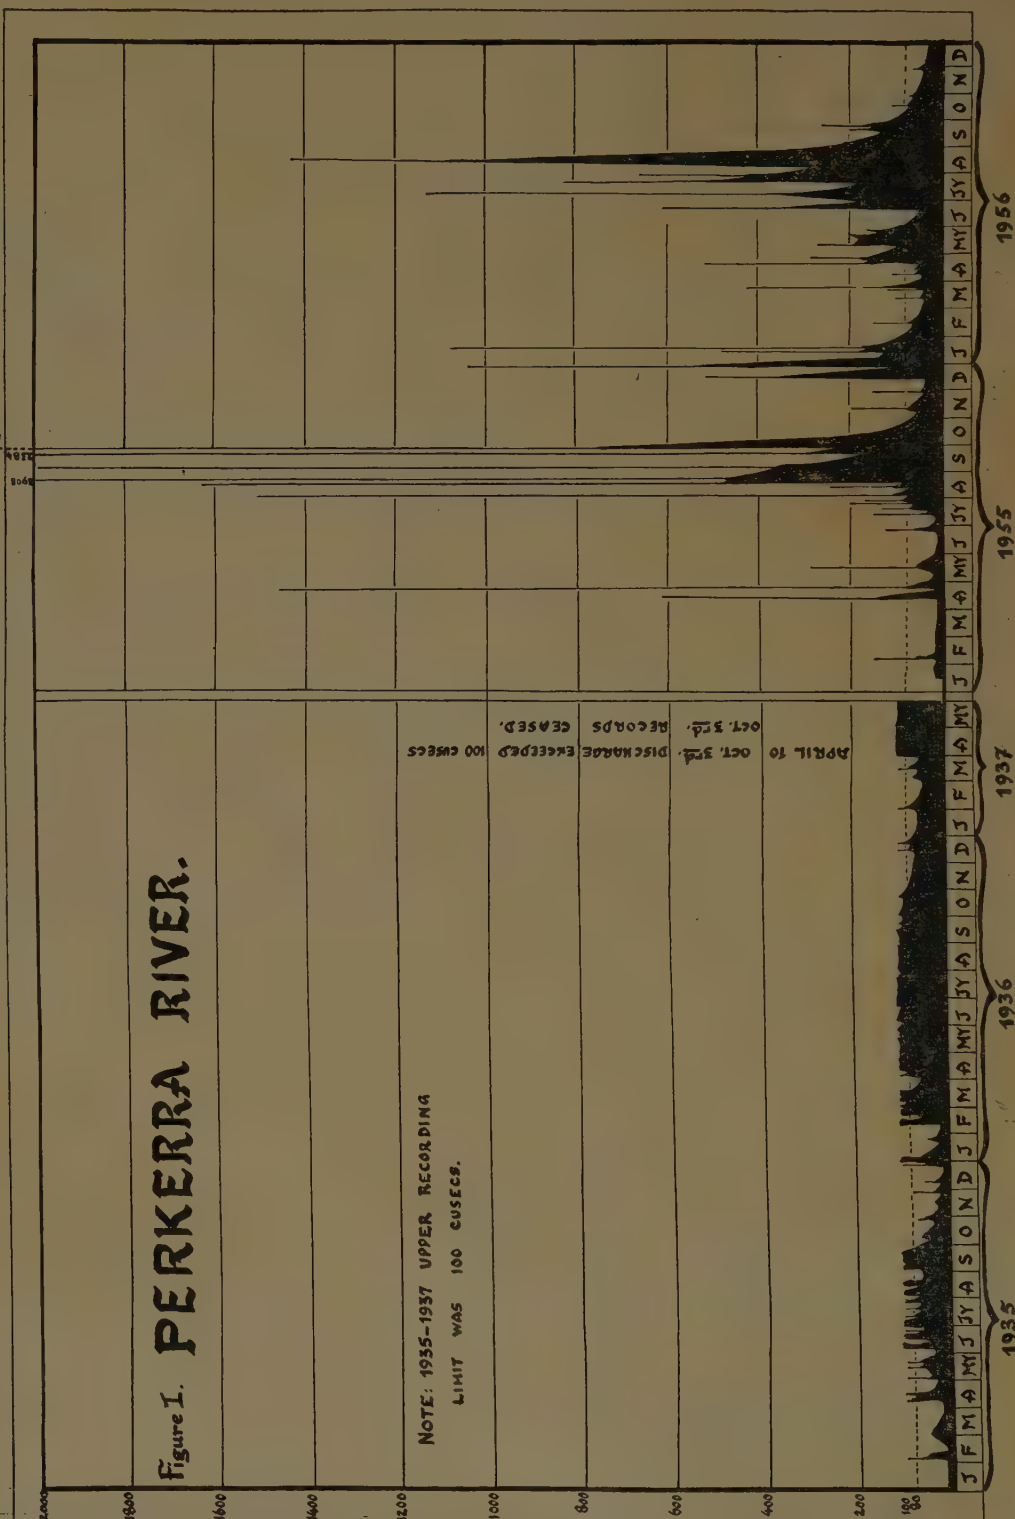 Figure I. PERKERRA RIVER.
NOTE: 1935-1937 UPPER RECORDING
LIMIT WAS 100 CUSECS.
APRIL TO OCT. 3rd. DISCHARGE EXCEEDED 100 CUSECS
OCT. 3rd. RECORDS CEASED.
2000
1800
1600
1400
1200
1000
800
600
400
200
100
J F M A MY J JY A S O N D
J F M A MY J JY A S O N D
J F M A MY
J F M A MY J JY A S O N D
J F M A MY J JY A S O N D
1935
1936
1937
1955
1956